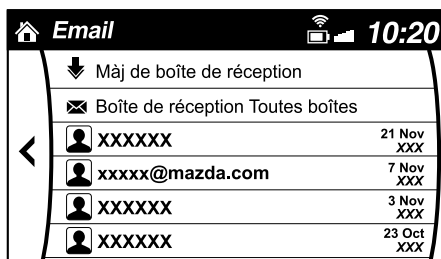 Email 10:20
Màj de boîte de réception
Boîte de réception Toutes boîtes
XXXXXX 21 Nov
XXX
xxxxx@mazda.com 7 Nov
XXX
XXXXXX 3 Nov
XXX
XXXXXX 23 Oct
XXX